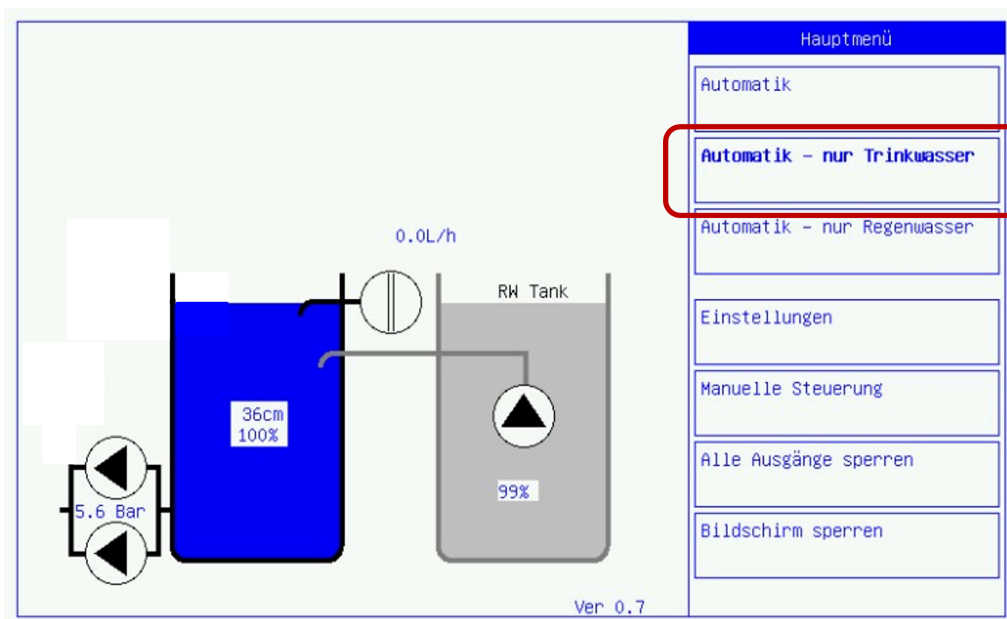 Hauptmenü
Automatik
Automatik - nur Trinkwasser
Automatik - nur Regenwasser
Einstellungen
Manuelle Steuerung
Alle Ausgänge sperren
Bildschirm sperren
0.0L/h
RW Tank
36cm
100%
99%
5.6 Bar
Ver 0.7